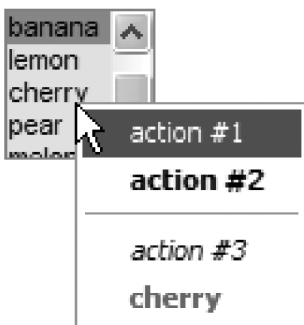 banana
lemon
cherry
pear
action #1
action #2
action #3
cherry